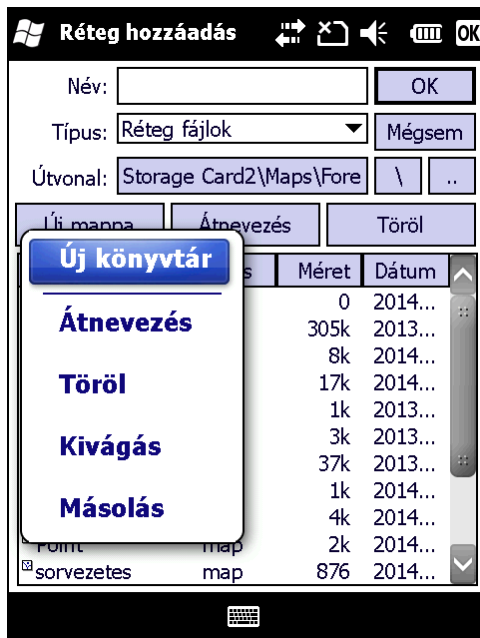 Réteg hozzáadás OK
Név: OK
Típus: Réteg fájlok Mégsem
Útvonal: Storage Card2\Maps\Fore \ ..
Új mappa Átnevezés Töröl
Méret Dátum
Új könyvtár
Átnevezés
Töröl
Kivágás
Másolás
0 2014...
305k 2013...
8k 2014...
17k 2014...
1k 2013...
3k 2013...
37k 2013...
1k 2014...
4k 2014...
Point map 2k 2014...
sorvezetes map 876 2014...